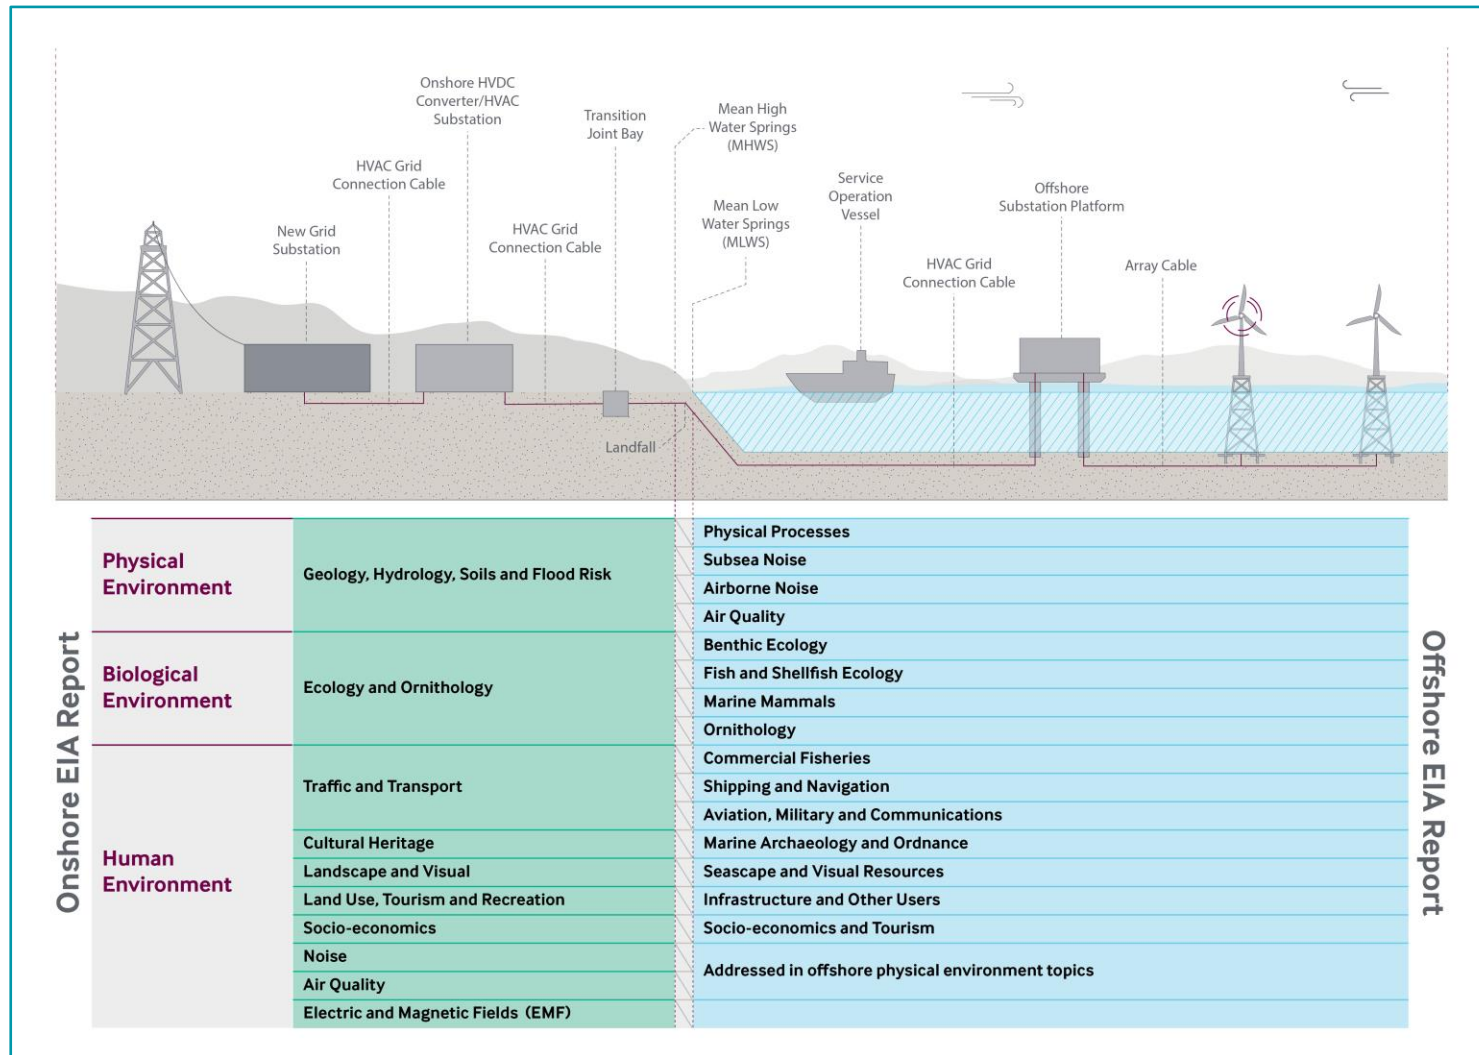 Onshore HVDC
Converter/HVAC
Substation
Transition
Joint Bay
Mean High
Water Springs
(MHWS)
HVAC Grid
Connection Cable
Service
Operation
Vessel
Offshore
Substation Platform
Mean Low
Water Springs
(MLWS)
New Grid
Substation
HVAC Grid
Connection Cable
HVAC Grid
Connection Cable
Array Cable
Landfall
Onshore EIA Report
Physical
Environment
Geology, Hydrology, Soils and Flood Risk
Physical Processes
Subsea Noise
Airborne Noise
Air Quality
Biological
Environment
Ecology and Ornithology
Benthic Ecology
Fish and Shellfish Ecology
Marine Mammals
Ornithology
Human
Environment
Traffic and Transport
Commercial Fisheries
Shipping and Navigation
Aviation, Military and Communications
Cultural Heritage
Marine Archaeology and Ordnance
Landscape and Visual
Seascape and Visual Resources
Land Use, Tourism and Recreation
Infrastructure and Other Users
Socio-economics
Socio-economics and Tourism
Noise
Addressed in offshore physical environment topics
Air Quality
Electric and Magnetic Fields (EMF)
Offshore EIA Report